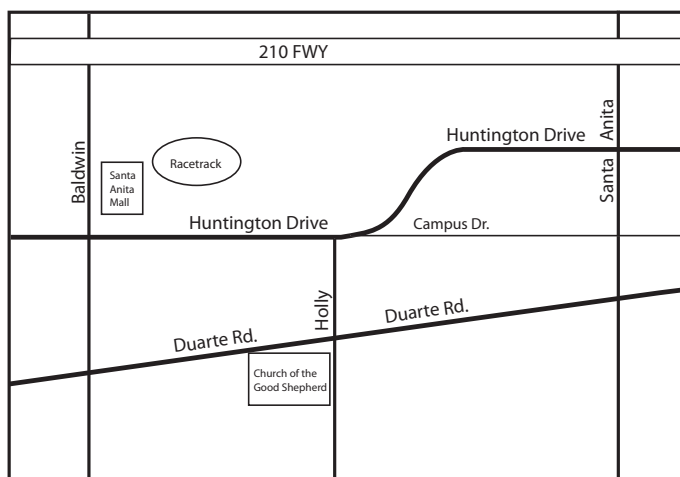 210 FWY
Huntington Drive
Santa Anita
Baldwin
Racetrack
Santa
Anita
Mall
Huntington Drive
Campus Dr.
Holly
Duarte Rd.
Duarte Rd.
Church of the
Good Shepherd